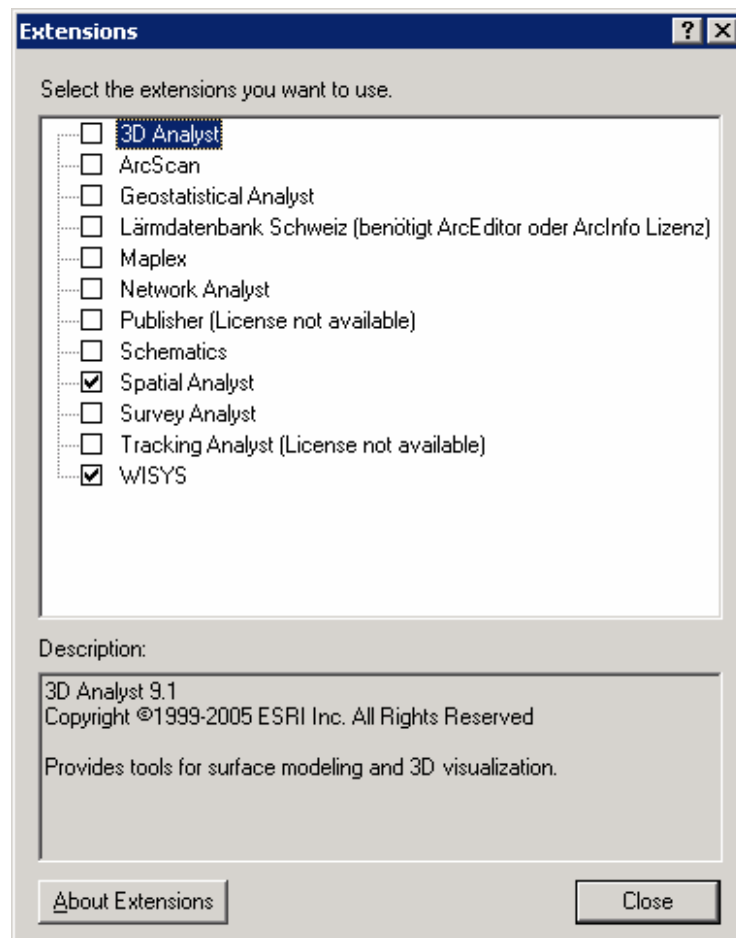 Extensions
Select the extensions you want to use.
3D Analyst
ArcScan
Geostatistical Analyst
Lärmdatenbank Schweiz (benötigt ArcEditor oder ArcInfo Lizenz)
Maplex
Network Analyst
Publisher (License not available)
Schematics
Spatial Analyst
Survey Analyst
Tracking Analyst (License not available)
WISYS
Description:
3D Analyst 9.1
Copyright ©1999-2005 ESRI Inc. All Rights Reserved
Provides tools for surface modeling and 3D visualization.
About Extensions
Close